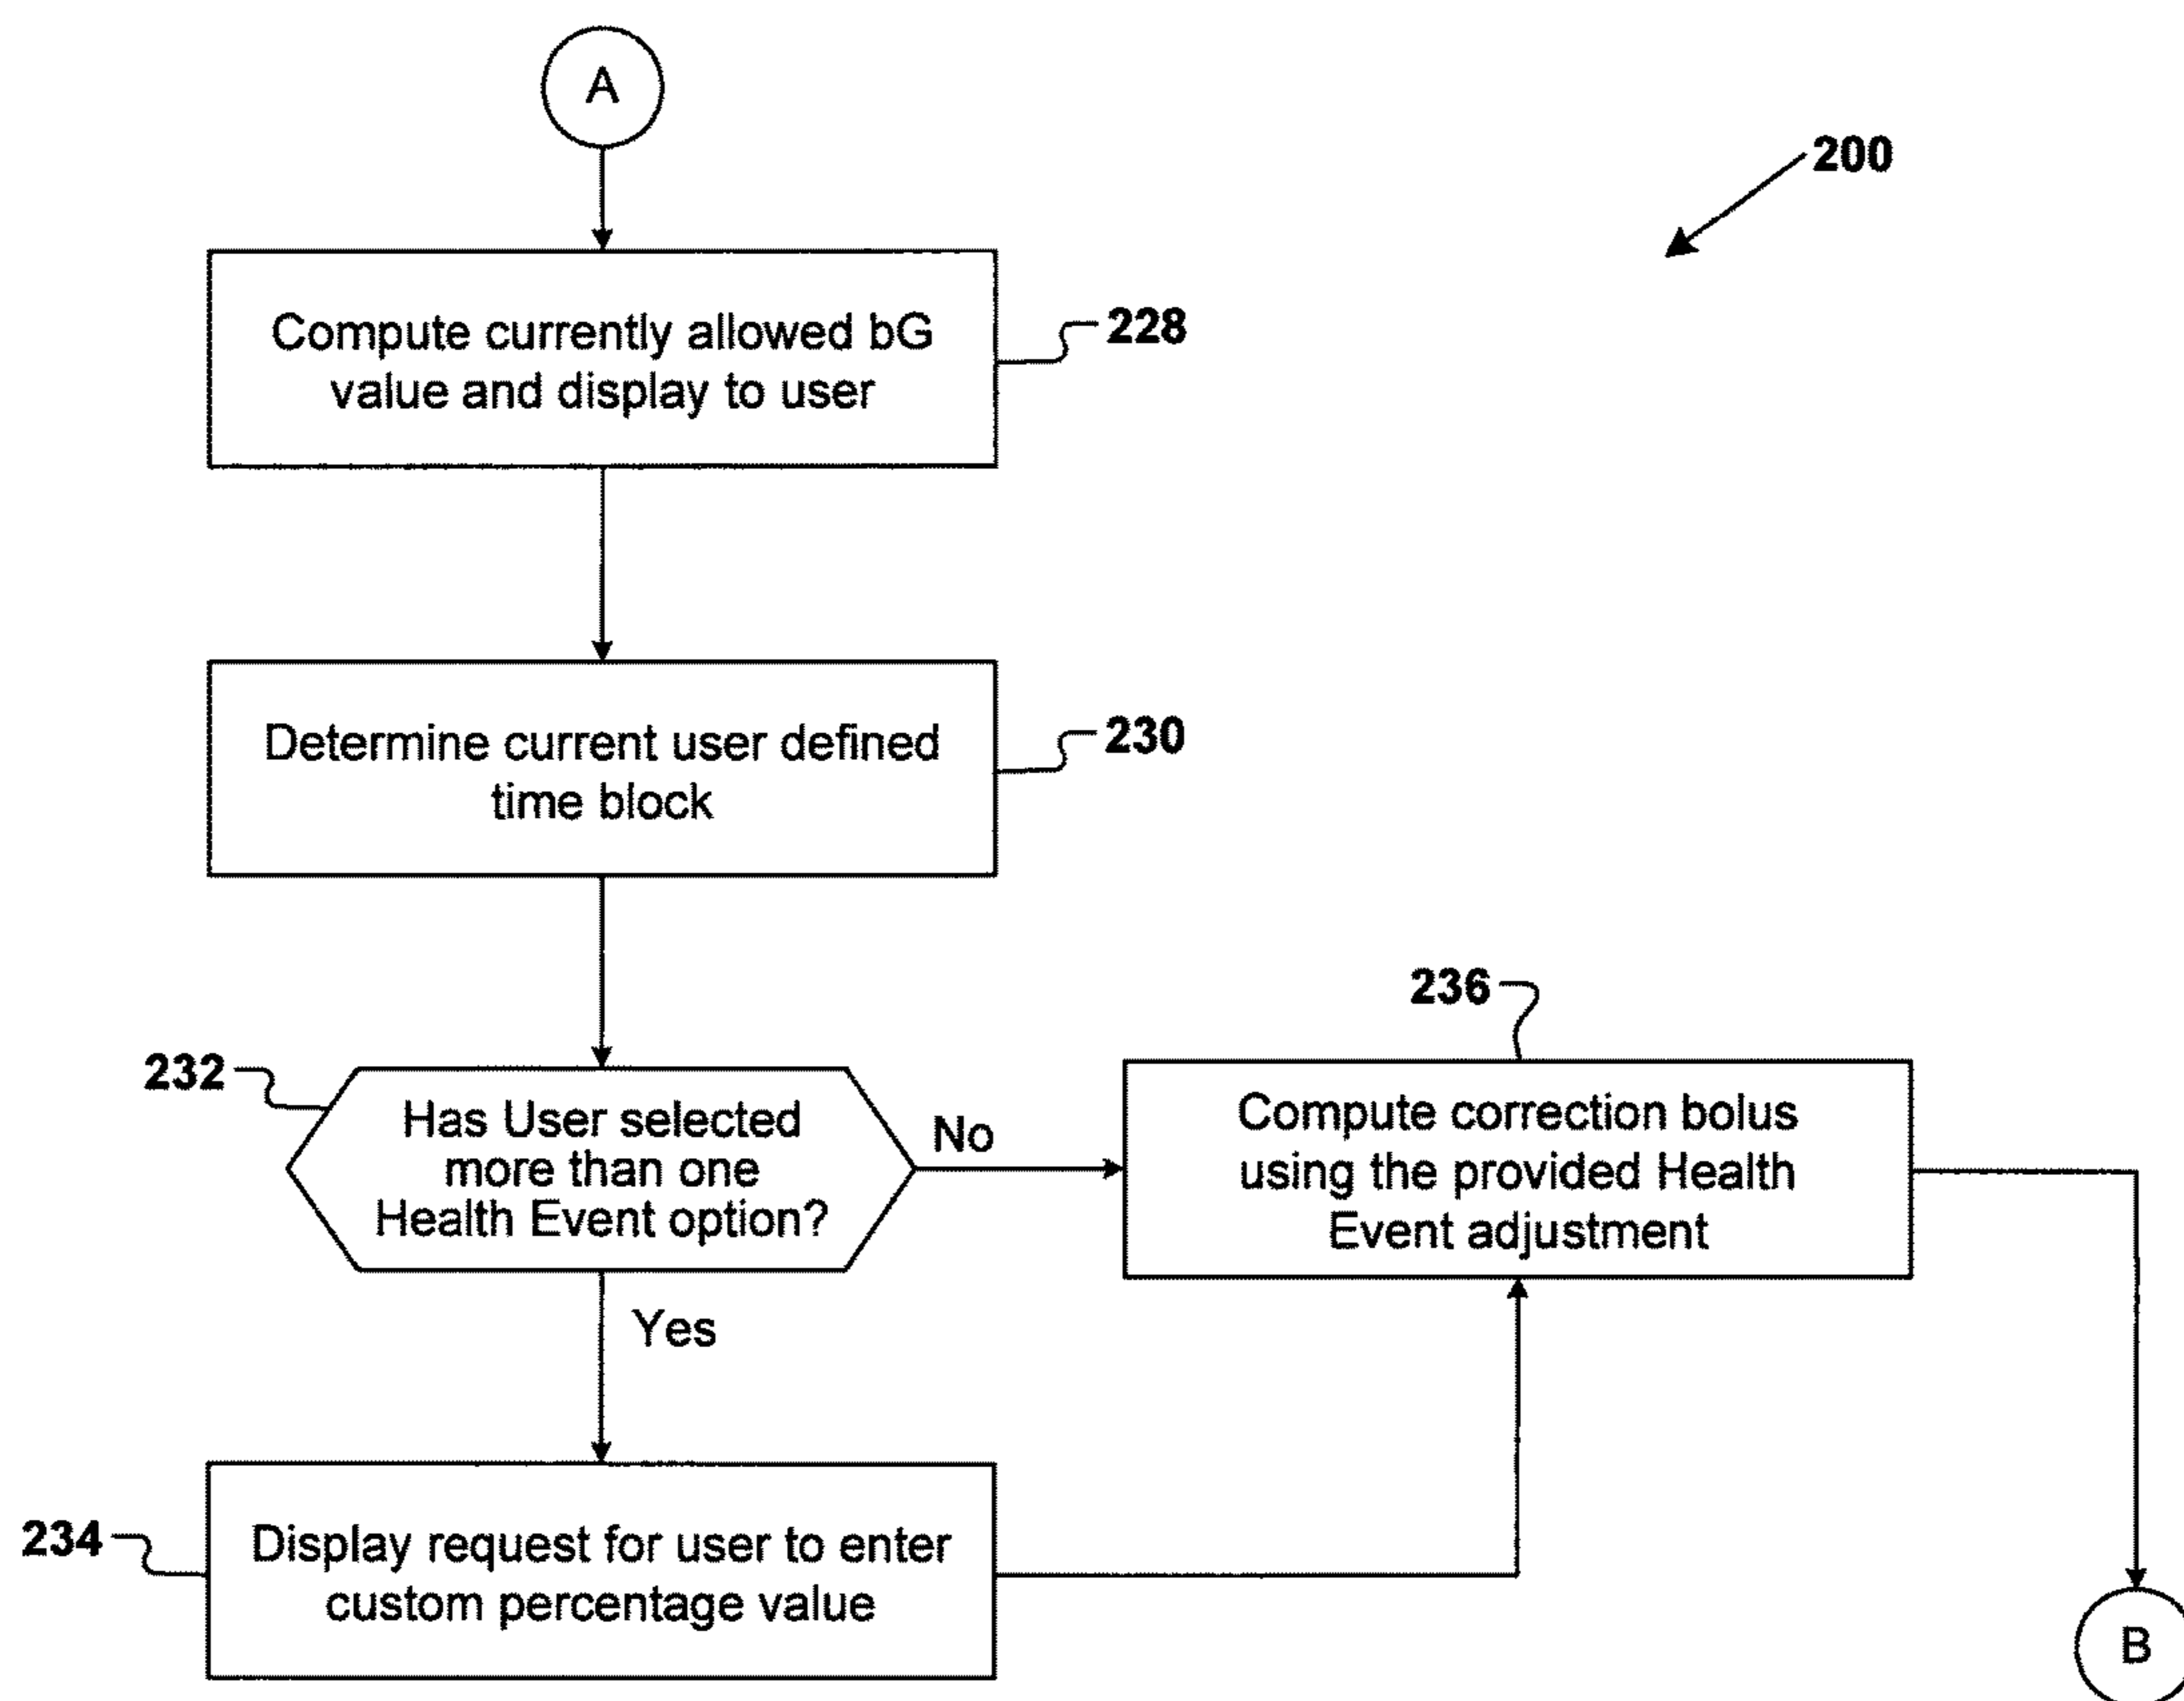 A
200
Compute currently allowed bG
value and display to user
228
Determine current user defined
time block
230
232
Has User selected
more than one
Health Event option?
No
236
Compute correction bolus
using the provided Health
Event adjustment
Yes
234
Display request for user to enter
custom percentage value
B